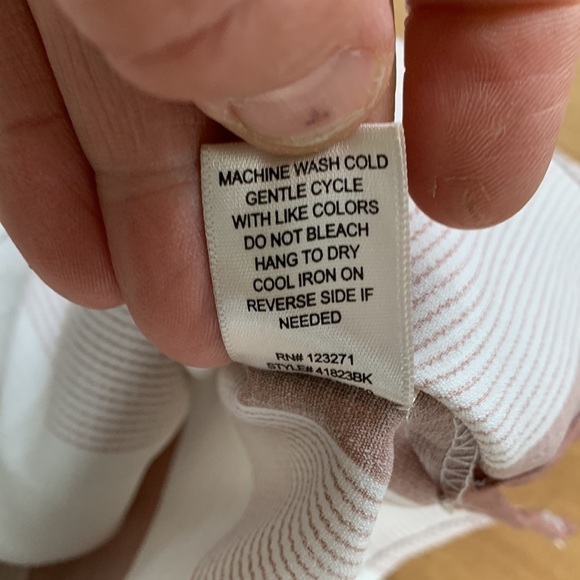 MACHINE WASH COLD
GENTLE CYCLE
WITH LIKE COLORS
DO NOT BLEACH
HANG TO DRY
COOL IRON ON
REVERSE SIDE IF
NEEDED
RN# 123271
STYLE# 41823BK